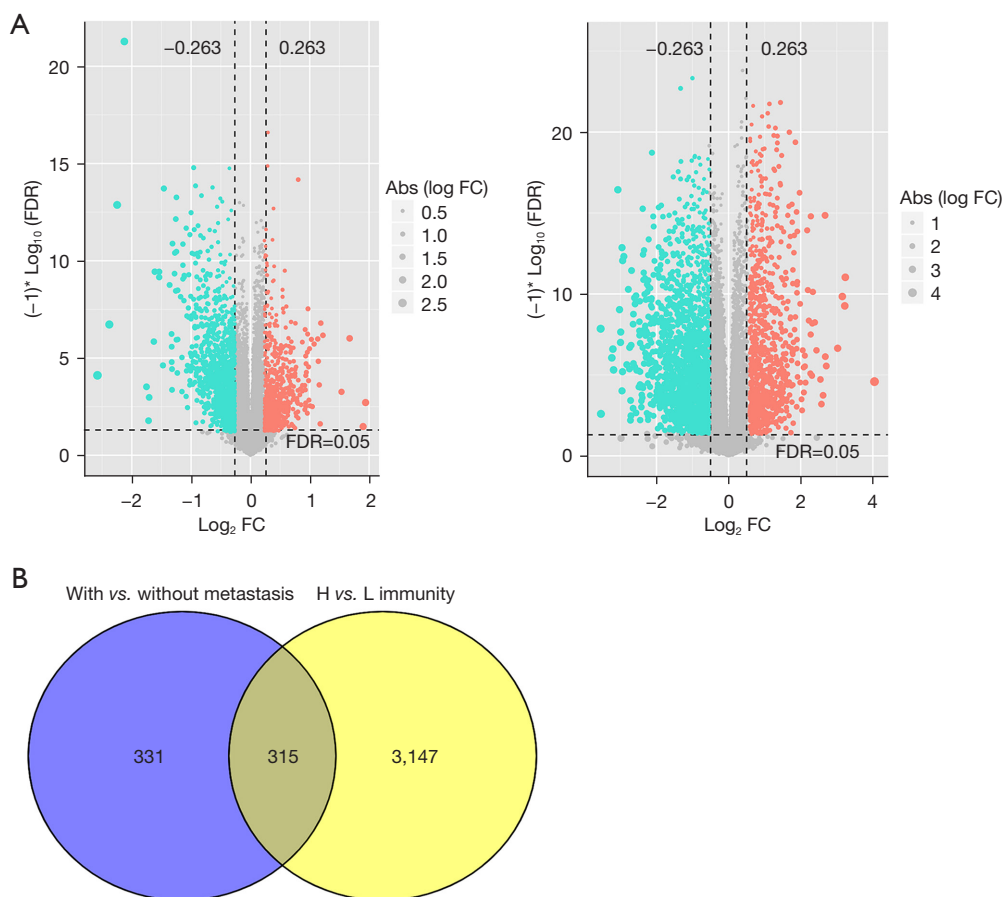 A
−0.263 0.263
20
15
10
5
0
(−1)* Log10 (FDR)
FDR=0.05
−2 −1 0 1 2
Log2 FC
Abs (log FC)
0.5
1.0
1.5
2.0
2.5
−0.263 0.263
20
10
0
(−1)* Log10 (FDR)
FDR=0.05
−2 0 2 4
Log2 FC
Abs (log FC)
1
2
3
4
B
With vs. without metastasis H vs. L immunity
331 315 3,147